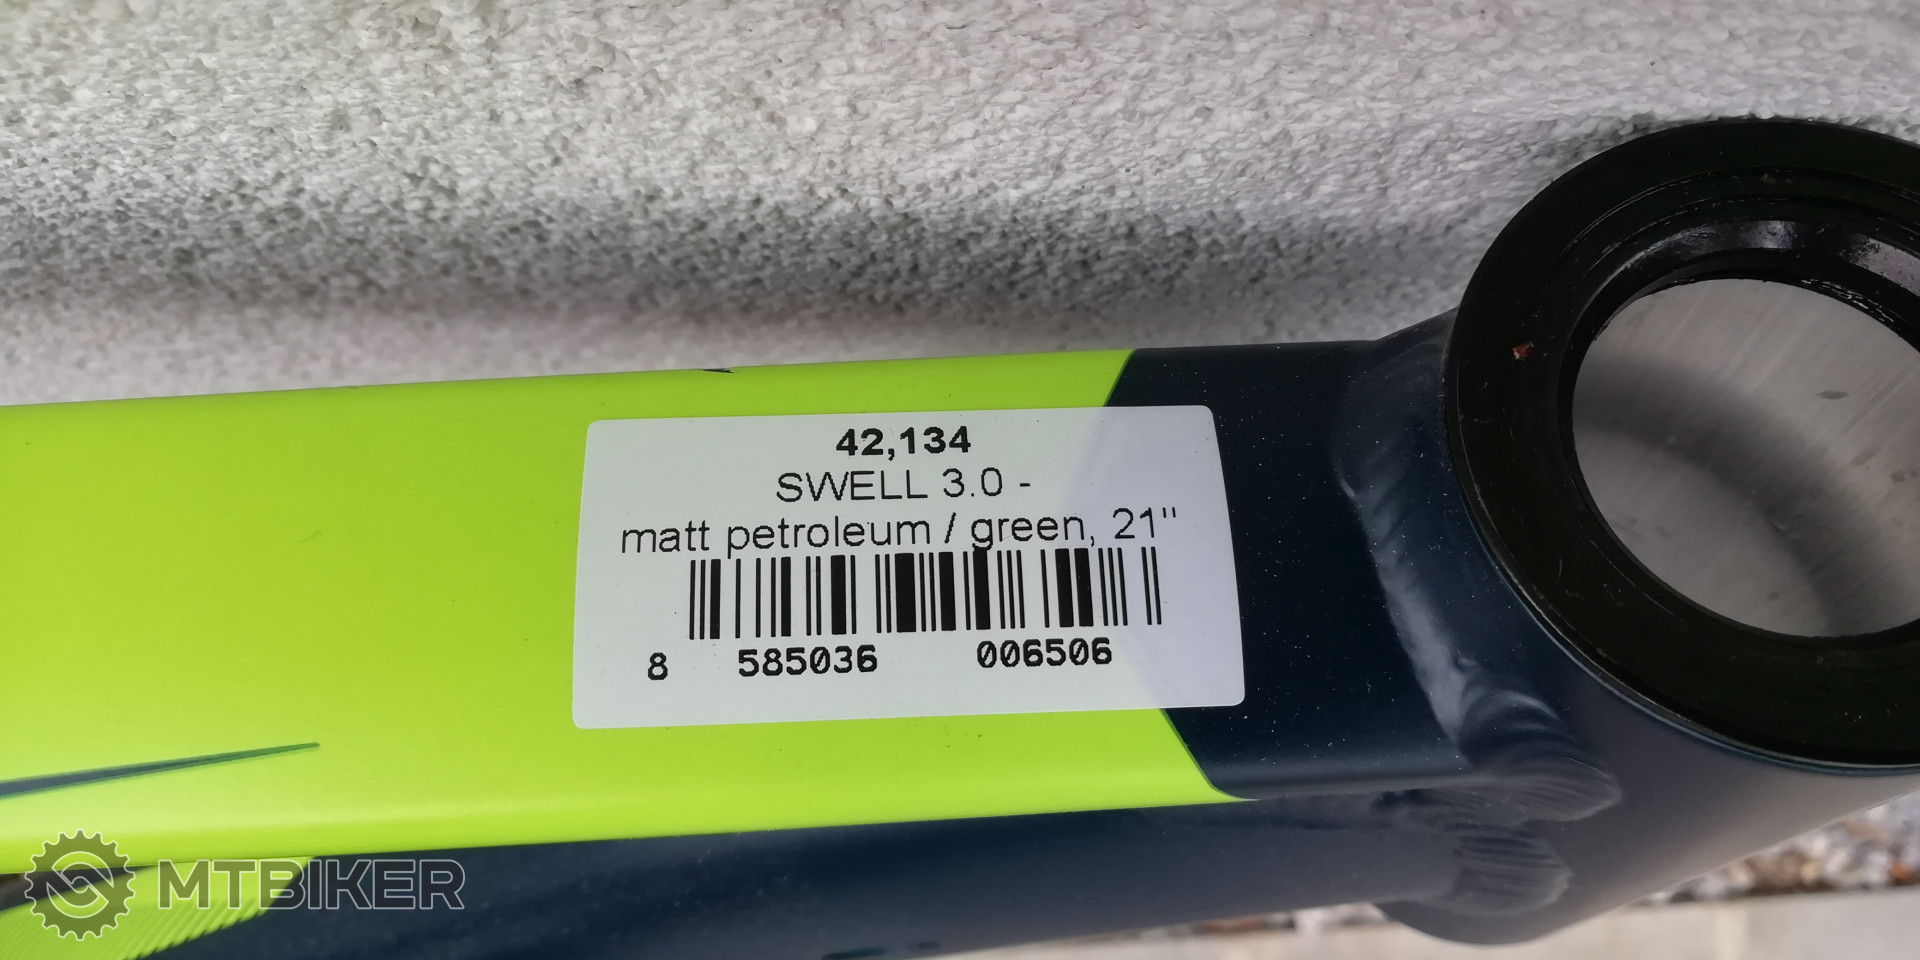 42,134
SWELL 3.0 -
matt petroleum / green, 21"
8 585036 006506
MTBIKER